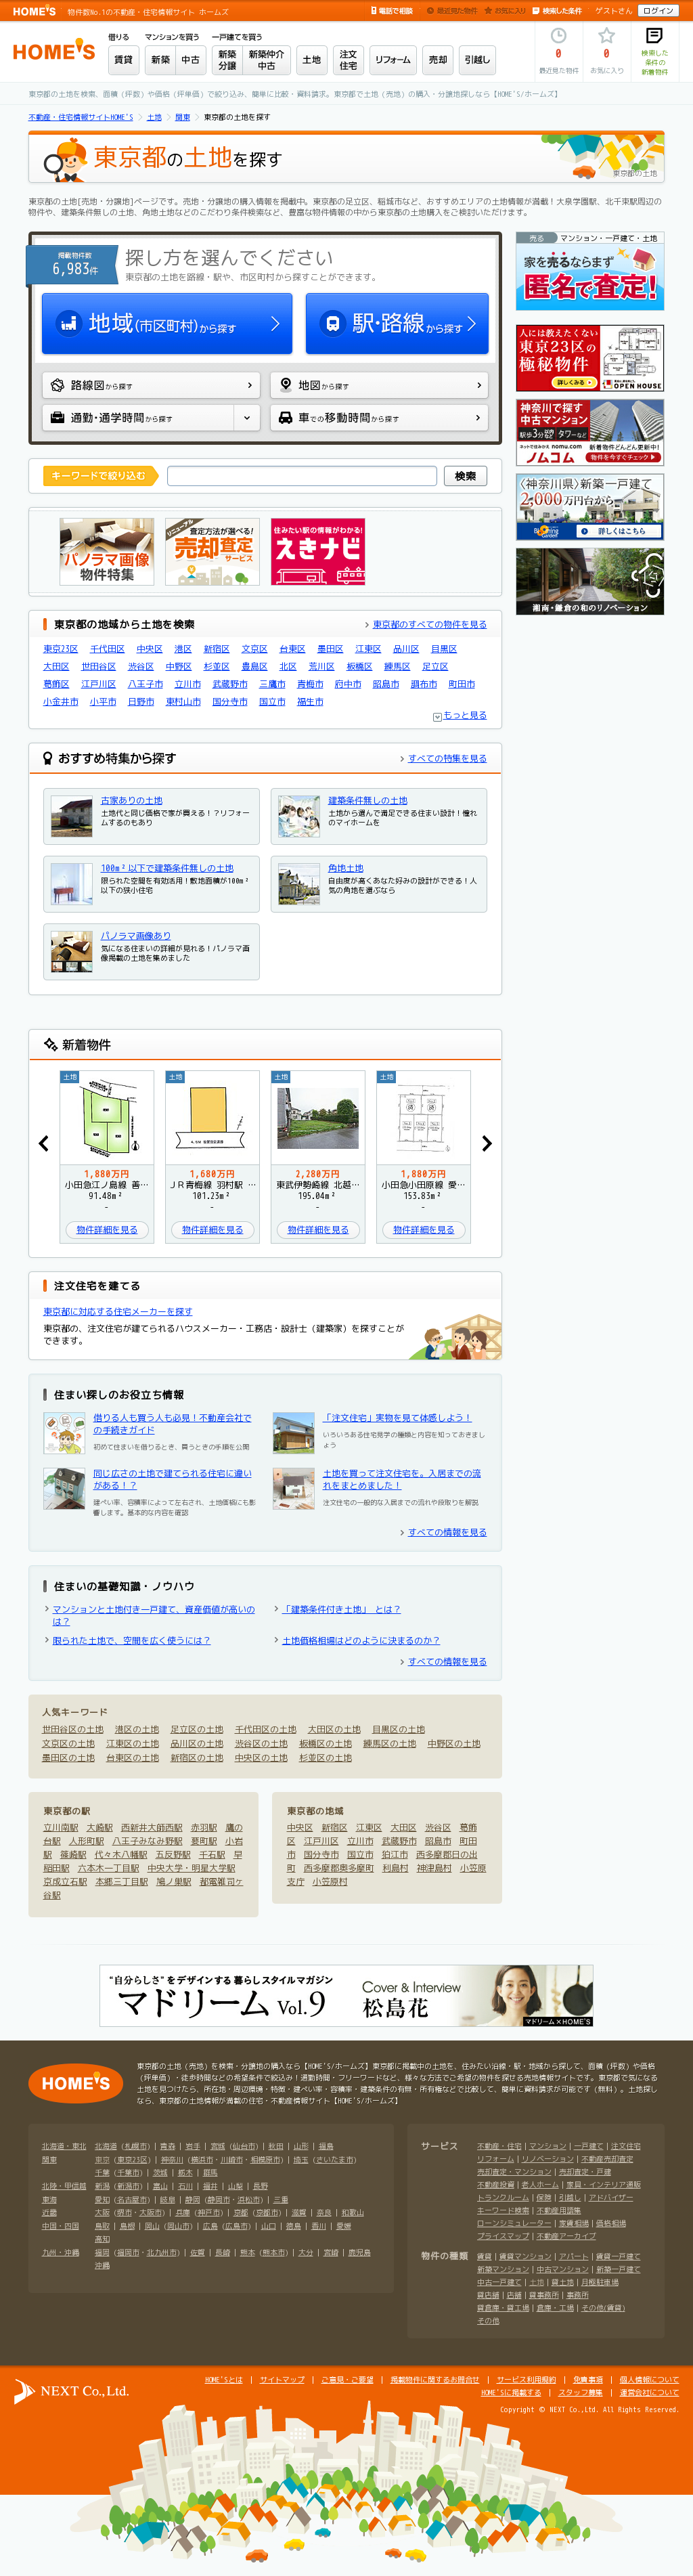 HOME'S 物件数No.1の不動産・住宅情報サイト ホームズ
電話で相談 最近見た物件 お気に入り 検索した条件 ゲストさん ログイン
HOME'S
借りる マンションを買う 一戸建てを買う
賃貸 新築 中古 新築分譲 新築仲介中古 土地 注文住宅 リフォーム 売却 引越し
0 最近見た物件
0 お気に入り
検索した条件の新着物件
東京都の土地を検索、面積（坪数）や価格（坪単価）で絞り込み、簡単に比較・資料請求。東京都で土地（売地）の購入・分譲地探しなら【HOME'S/ホームズ】
不動産・住宅情報サイトHOME'S 土地 関東 東京都の土地を探す
東京都の土地を探す
東京都の土地
東京都の土地[売地・分譲地]ページです。売地・分譲地の購入情報を掲載中。東京都の足立区、稲城市など、おすすめエリアの土地情報が満載！大泉学園駅、北千束駅周辺の
物件や、建築条件無しの土地、角地土地などのこだわり条件検索など、豊富な物件情報の中から東京都の土地購入をご検討いただけます。
掲載物件数
6,983件
探し方を選んでください
東京都の土地を路線・駅や、市区町村から探すことができます。
地域(市区町村)から探す
駅・路線から探す
路線図から探す
地図から探す
通勤・通学時間から探す
車での移動時間から探す
キーワードで絞り込む 検索
パノラマ画像
物件特集
リニューアル
査定方法が選べる!
売却査定
サービス
住みたい駅の情報がわかる!
えきナビ
売る マンション・一戸建て・土地
家を売るならまず
匿名で査定!
人には教えたくない
東京23区の
極秘物件
詳しくみる
OPEN HOUSE
神奈川で探す
中古マンション
駅歩3分 タワーなど
ネットで住みかえ nomu.com
ノムコム
新着物件どんどん更新中!
物件を今すぐチェック
〈神奈川県〉新築一戸建て
2,000万円台から
詳しくはこちら
湘南・鎌倉の和のリノベーション
東京都の地域から土地を検索
東京都のすべての物件を見る
東京23区 千代田区 中央区 港区 新宿区 文京区 台東区 墨田区 江東区 品川区 目黒区
大田区 世田谷区 渋谷区 中野区 杉並区 豊島区 北区 荒川区 板橋区 練馬区 足立区
葛飾区 江戸川区 八王子市 立川市 武蔵野市 三鷹市 青梅市 府中市 昭島市 調布市 町田市
小金井市 小平市 日野市 東村山市 国分寺市 国立市 福生市
もっと見る
おすすめ特集から探す
すべての特集を見る
古家ありの土地
土地代と同じ価格で家が買える！？リフォームするのもあり
建築条件無しの土地
土地から選んで満足できる住まい設計！憧れのマイホームを
100m²以下で建築条件無しの土地
限られた空間を有効活用！敷地面積が100m²以下の狭小住宅
角地土地
自由度が高くあなた好みの設計ができる！人気の角地を選ぶなら
パノラマ画像あり
気になる住まいの詳細が見れる！パノラマ画像掲載の土地を集めました
新着物件
土地 土地 土地 土地
1,880万円
小田急江ノ島線 善…
91.48m²
-
物件詳細を見る
1,680万円
ＪＲ青梅線 羽村駅 …
101.23m²
-
物件詳細を見る
2,280万円
東武伊勢崎線 北越…
195.04m²
-
物件詳細を見る
1,880万円
小田急小田原線 愛…
153.83m²
-
物件詳細を見る
注文住宅を建てる
東京都に対応する住宅メーカーを探す
東京都の、注文住宅が建てられるハウスメーカー・工務店・設計士（建築家）を探すことが
できます。
住まい探しのお役立ち情報
借りる人も買う人も必見！不動産会社での手続きガイド
初めて住まいを借りるとき、買うときの手順を公開
「注文住宅」実物を見て体感しよう！
いろいろある住宅見学の種類と内容を知っておきましょう
同じ広さの土地で建てられる住宅に違いがある！？
建ぺい率、容積率によって左右され、土地価格にも影響します。基本的な内容を確認
土地を買って注文住宅を。入居までの流れをまとめました！
注文住宅の一般的な入居までの流れや段取りを解説
すべての情報を見る
住まいの基礎知識・ノウハウ
マンションと土地付き一戸建て、資産価値が高いのは？
「建築条件付き土地」 とは？
限られた土地で、空間を広く使うには？
土地価格相場はどのように決まるのか？
すべての情報を見る
人気キーワード
世田谷区の土地 港区の土地 足立区の土地 千代田区の土地 大田区の土地 目黒区の土地
文京区の土地 江東区の土地 品川区の土地 渋谷区の土地 板橋区の土地 練馬区の土地 中野区の土地
墨田区の土地 台東区の土地 新宿区の土地 中央区の土地 杉並区の土地
東京都の駅
立川南駅 大崎駅 西新井大師西駅 赤羽駅 鷹の
台駅 人形町駅 八王子みなみ野駅 要町駅 小岩
駅 篠崎駅 代々木八幡駅 五反野駅 千石駅 早
稲田駅 六本木一丁目駅 中央大学・明星大学駅
京成立石駅 本郷三丁目駅 鳩ノ巣駅 都電雑司ヶ
谷駅
東京都の地域
中央区 新宿区 江東区 大田区 渋谷区 葛飾
区 江戸川区 立川市 武蔵野市 昭島市 町田
市 国分寺市 国立市 狛江市 西多摩郡日の出
町 西多摩郡奥多摩町 利島村 神津島村 小笠原
支庁 小笠原村
“自分らしさ”をデザインする暮らしスタイルマガジン
マドリーム Vol.9
Cover & Interview
松島花
マドリーム×HOME'S
HOME'S
東京都の土地（売地）を検索・分譲地の購入なら【HOME'S/ホームズ】東京都に掲載中の土地を、住みたい沿線・駅・地域から探して、面積（坪数）や価格
（坪単価）・徒歩時間などの希望条件で絞込み！通勤時間・フリーワードなど、様々な方法でご希望の物件を探せる売地情報サイトです。東京都で気になる
土地を見つけたら、所在地・周辺環境・特徴・建ぺい率・容積率・建築条件の有無・所有権などで比較して、簡単に資料請求が可能です（無料）。土地探し
なら、東京都の土地情報が満載の住宅・不動産情報サイト【HOME'S/ホームズ】
北海道・東北 北海道 (札幌市) | 青森 | 岩手 | 宮城 (仙台市) | 秋田 | 山形 | 福島
関東 東京 (東京23区) | 神奈川 (横浜市・川崎市・相模原市) | 埼玉 (さいたま市)
千葉 (千葉市) | 茨城 | 栃木 | 群馬
北陸・甲信越 新潟 (新潟市) | 富山 | 石川 | 福井 | 山梨 | 長野
東海 愛知 (名古屋市) | 岐阜 | 静岡 (静岡市・浜松市) | 三重
近畿 大阪 (堺市・大阪市) | 兵庫 (神戸市) | 京都 (京都市) | 滋賀 | 奈良 | 和歌山
中国・四国 鳥取 | 島根 | 岡山 (岡山市) | 広島 (広島市) | 山口 | 徳島 | 香川 | 愛媛
高知
九州・沖縄 福岡 (福岡市・北九州市) | 佐賀 | 長崎 | 熊本 (熊本市) | 大分 | 宮崎 | 鹿児島
沖縄
サービス 不動産・住宅 | マンション | 一戸建て | 注文住宅
リフォーム | リノベーション | 不動産売却査定
売却査定・マンション | 売却査定・戸建
不動産投資 | 老人ホーム | 家具・インテリア通販
トランクルーム | 保険 | 引越し | アドバイザー
キーワード検索 | 不動産用語集
ローンシミュレーター | 家賃相場 | 価格相場
プライスマップ | 不動産アーカイブ
物件の種類 賃貸 | 賃貸マンション | アパート | 賃貸一戸建て
新築マンション | 中古マンション | 新築一戸建て
中古一戸建て | 土地 | 貸土地 | 月極駐車場
貸店舗 | 店舗 | 貸事務所 | 事務所
貸倉庫・貸工場 | 倉庫・工場 | その他(賃貸)
その他
NEXT Co.,Ltd.
HOME'Sとは | サイトマップ | ご意見・ご要望 | 掲載物件に関するお問合せ | サービス利用規約 | 免責事項 | 個人情報について
HOME'Sに掲載する | スタッフ募集 | 運営会社について
Copyright © NEXT Co.,Ltd. All Rights Reserved.